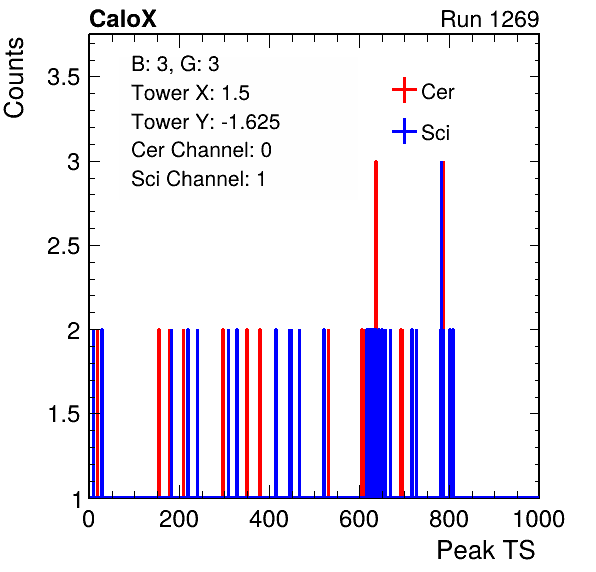 CaloX Run 1269
Counts
B: 3, G: 3
Tower X: 1.5
Tower Y: -1.625
Cer Channel: 0
Sci Channel: 1
Cer
Sci
3.5
3
2.5
2
1.5
1
0 200 400 600 800 1000
Peak TS